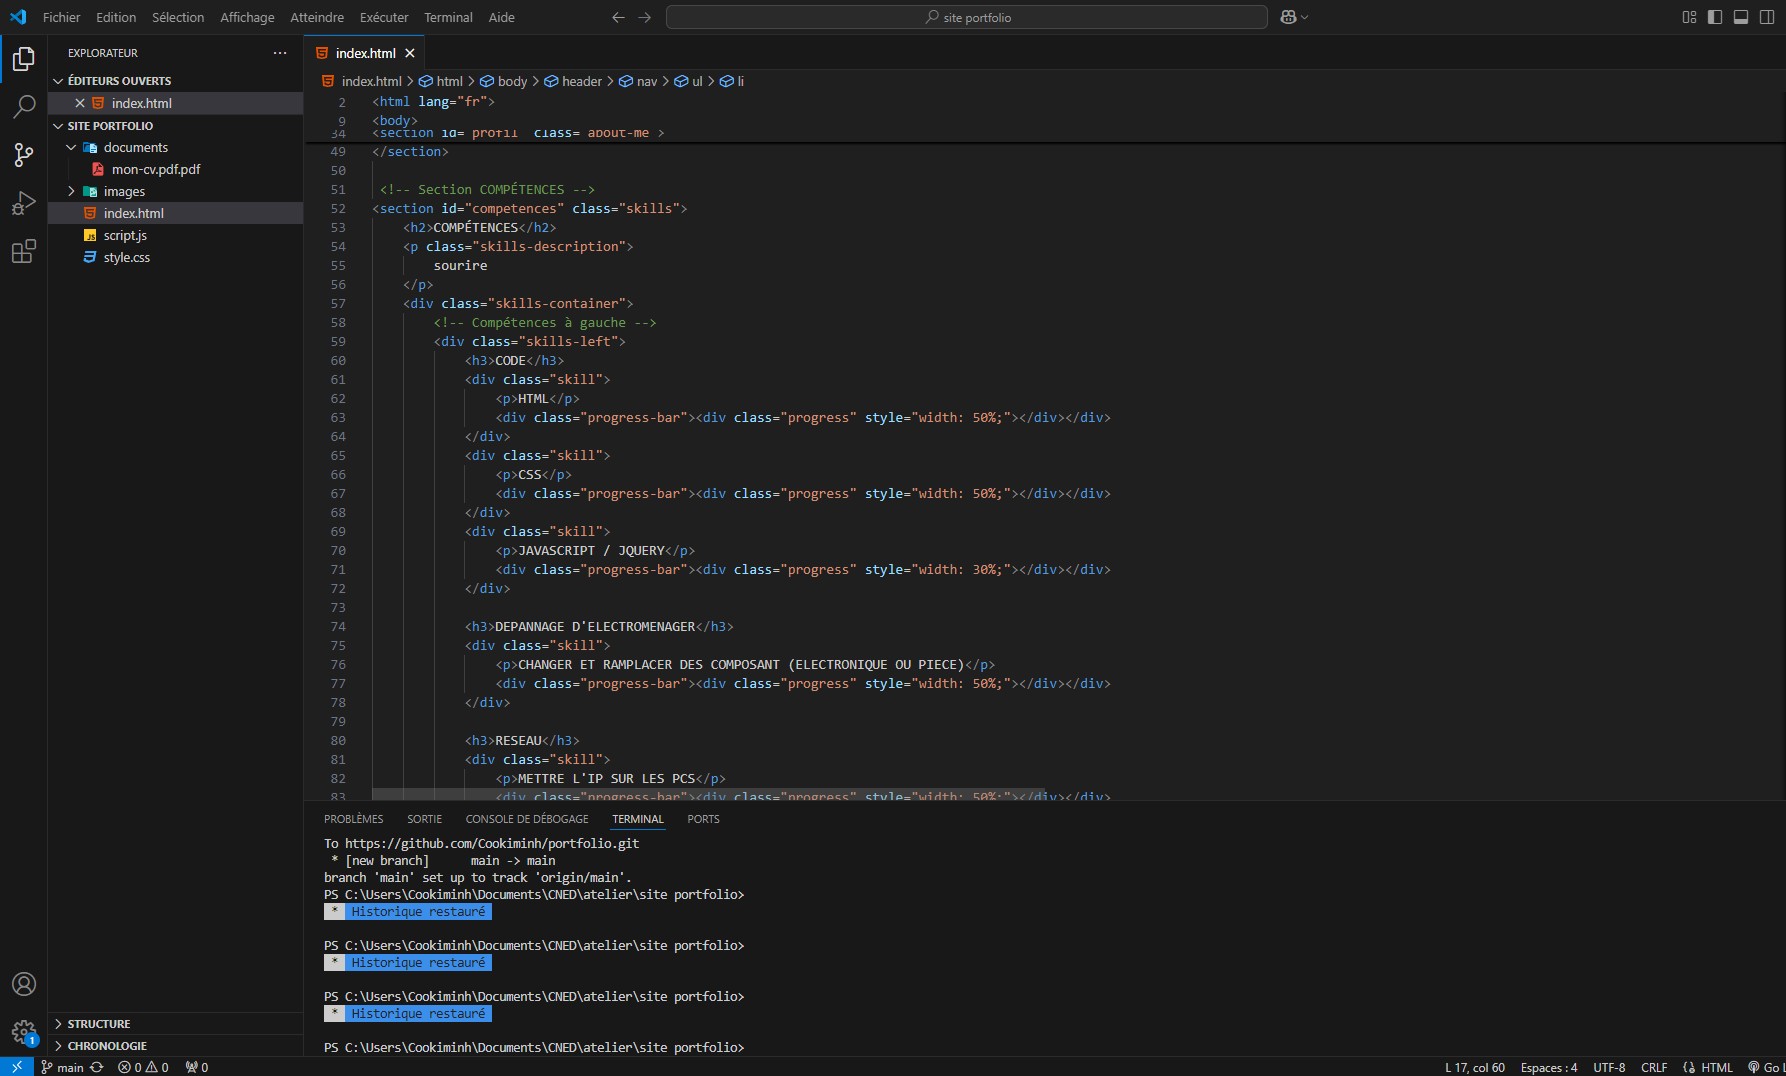 Fichier Edition Sélection Affichage Atteindre Exécuter Terminal Aide
site portfolio
EXPLORATEUR
ÉDITEURS OUVERTS
index.html
SITE PORTFOLIO
documents
mon-cv.pdf.pdf
images
index.html
script.js
style.css
STRUCTURE
CHRONOLOGIE
index.html
index.html > html > body > header > nav > ul > li
2 <html lang="fr">
9 <body>
34 <section id="profil" class="about-me">
49 </section>
50
51 <!-- Section COMPÉTENCES -->
52 <section id="competences" class="skills">
53 <h2>COMPÉTENCES</h2>
54 <p class="skills-description">
55 sourire
56 </p>
57 <div class="skills-container">
58 <!-- Compétences à gauche -->
59 <div class="skills-left">
60 <h3>CODE</h3>
61 <div class="skill">
62 <p>HTML</p>
63 <div class="progress-bar"><div class="progress" style="width: 50%;"></div></div>
64 </div>
65 <div class="skill">
66 <p>CSS</p>
67 <div class="progress-bar"><div class="progress" style="width: 50%;"></div></div>
68 </div>
69 <div class="skill">
70 <p>JAVASCRIPT / JQUERY</p>
71 <div class="progress-bar"><div class="progress" style="width: 30%;"></div></div>
72 </div>
73
74 <h3>DEPANNAGE D'ELECTROMENAGER</h3>
75 <div class="skill">
76 <p>CHANGER ET RAMPLACER DES COMPOSANT (ELECTRONIQUE OU PIECE)</p>
77 <div class="progress-bar"><div class="progress" style="width: 50%;"></div></div>
78 </div>
79
80 <h3>RESEAU</h3>
81 <div class="skill">
82 <p>METTRE L'IP SUR LES PCS</p>
83 <div class="progress-bar"><div class="progress" style="width: 50%;"></div></div>
PROBLÈMES SORTIE CONSOLE DE DÉBOGAGE TERMINAL PORTS
To https://github.com/Cookiminh/portfolio.git
* [new branch] main -> main
branch 'main' set up to track 'origin/main'.
PS C:\Users\Cookiminh\Documents\CNED\atelier\site portfolio>
* Historique restauré
PS C:\Users\Cookiminh\Documents\CNED\atelier\site portfolio>
* Historique restauré
PS C:\Users\Cookiminh\Documents\CNED\atelier\site portfolio>
* Historique restauré
PS C:\Users\Cookiminh\Documents\CNED\atelier\site portfolio>
1
main 0 0 0 L 17, col 60 Espaces : 4 UTF-8 CRLF HTML Go